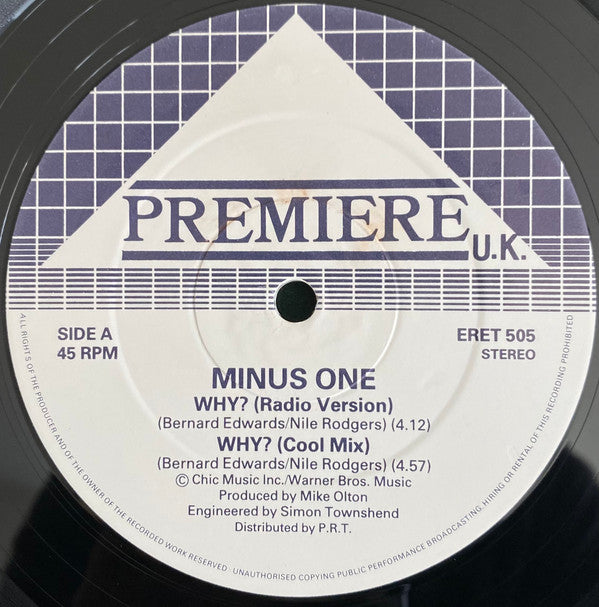 PREMIERE
U.K.
SIDE A
45 RPM
ERET 505
STEREO
MINUS ONE
WHY? (Radio Version)
(Bernard Edwards/Nile Rodgers) (4.12)
WHY? (Cool Mix)
(Bernard Edwards/Nile Rodgers) (4.57)
© Chic Music Inc./Warner Bros. Music
Produced by Mike Olton
Engineered by Simon Townshend
Distributed by P.R.T.
ALL RIGHTS OF THE PRODUCER AND OF THE OWNER OF THE RECORDED WORK RESERVED · UNAUTHORISED COPYING PUBLIC PERFORMANCE BROADCASTING, HIRING OR RENTAL OF THIS RECORDING PROHIBITED